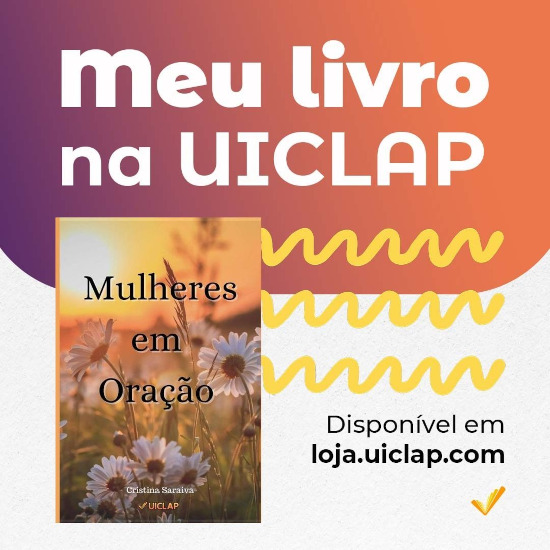 Meu livro
na UICLAP
Mulheres
em
Oração
Cristina Saraiva
UICLAP
Disponível em
loja.uiclap.com